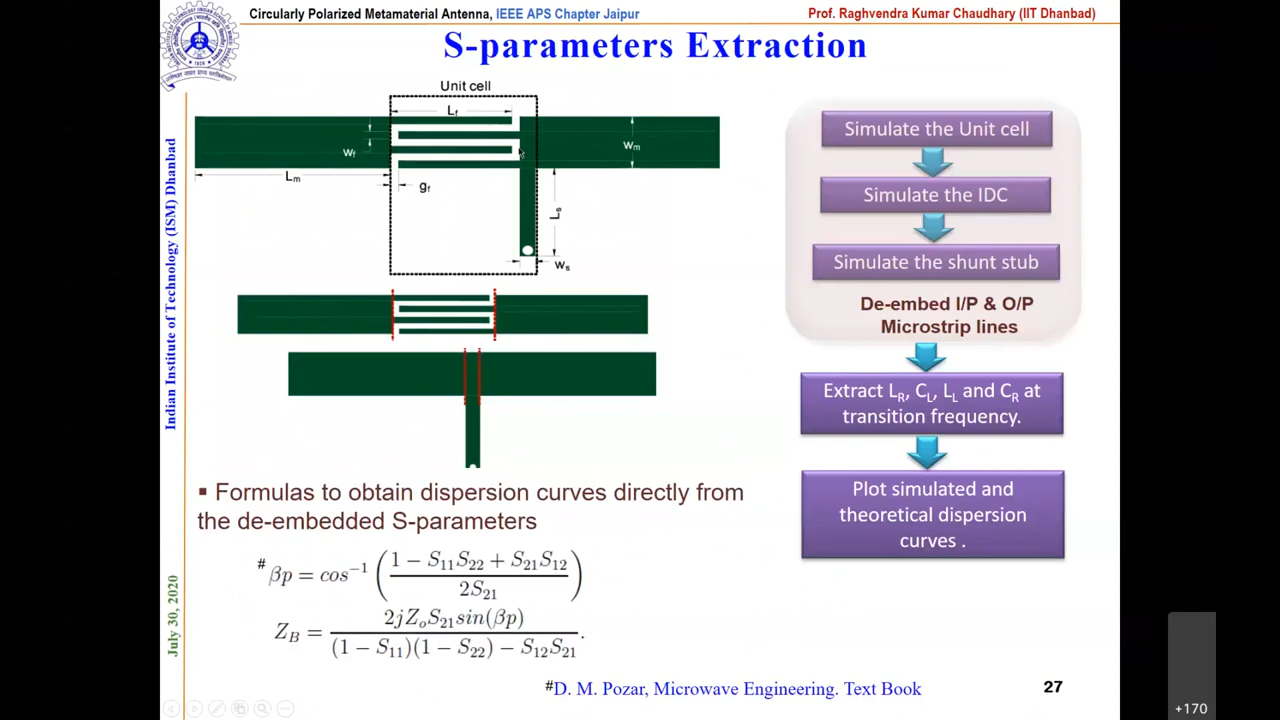 Circularly Polarized Metamaterial Antenna, IEEE APS Chapter Jaipur
Prof. Raghvendra Kumar Chaudhary (IIT Dhanbad)
S-parameters Extraction
Indian Institute of Technology (ISM) Dhanbad
July 30, 2020
Unit cell
Lf
wf
wm
Lm
gf
Ls
ws
Simulate the Unit cell
Simulate the IDC
Simulate the shunt stub
De-embed I/P & O/P
Microstrip lines
Extract LR, CL, LL and CR at
transition frequency.
Plot simulated and
theoretical dispersion
curves .
▪ Formulas to obtain dispersion curves directly from
the de-embedded S-parameters
# βp = cos⁻¹ ( (1 − S11S22 + S21S12) / 2S21 )
ZB = 2jZoS21sin(βp) / ((1 − S11)(1 − S22) − S12S21) .
#D. M. Pozar, Microwave Engineering. Text Book
27
+170